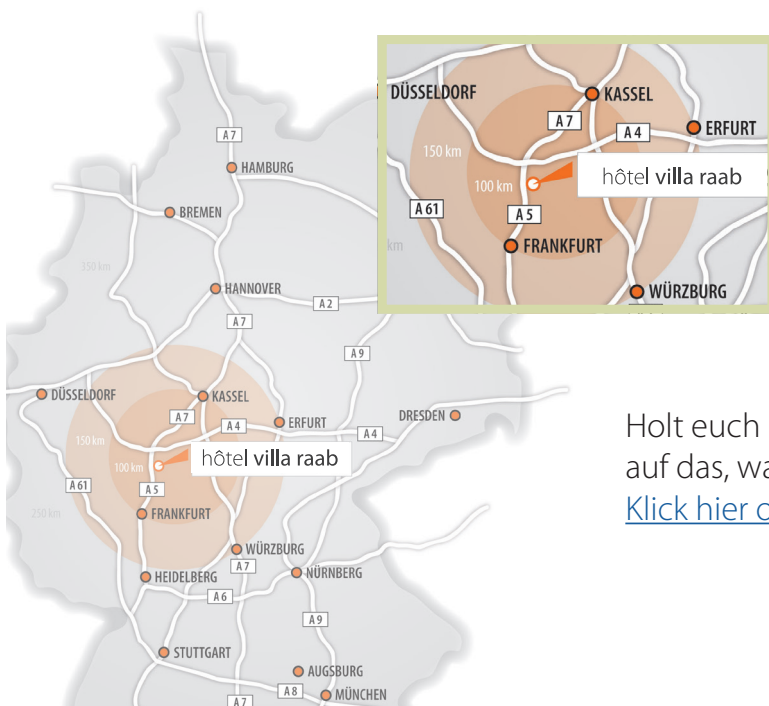 A 7
HAMBURG
BREMEN
350 km
HANNOVER
A 2
A 7
A 9
DÜSSELDORF
KASSEL
A 7
A 4
ERFURT
DRESDEN
A 4
150 km
100 km
hôtel villa raab
A 61
A 5
250 km
FRANKFURT
WÜRZBURG
A 7
HEIDELBERG
NÜRNBERG
A 6
A 9
STUTTGART
AUGSBURG
A 8
MÜNCHEN
A 7
DÜSSELDORF
KASSEL
A 7
A 4
ERFURT
150 km
100 km
hôtel villa raab
A 61
A 5
km
FRANKFURT
WÜRZBURG
Holt euch
auf das, wa
Klick hier